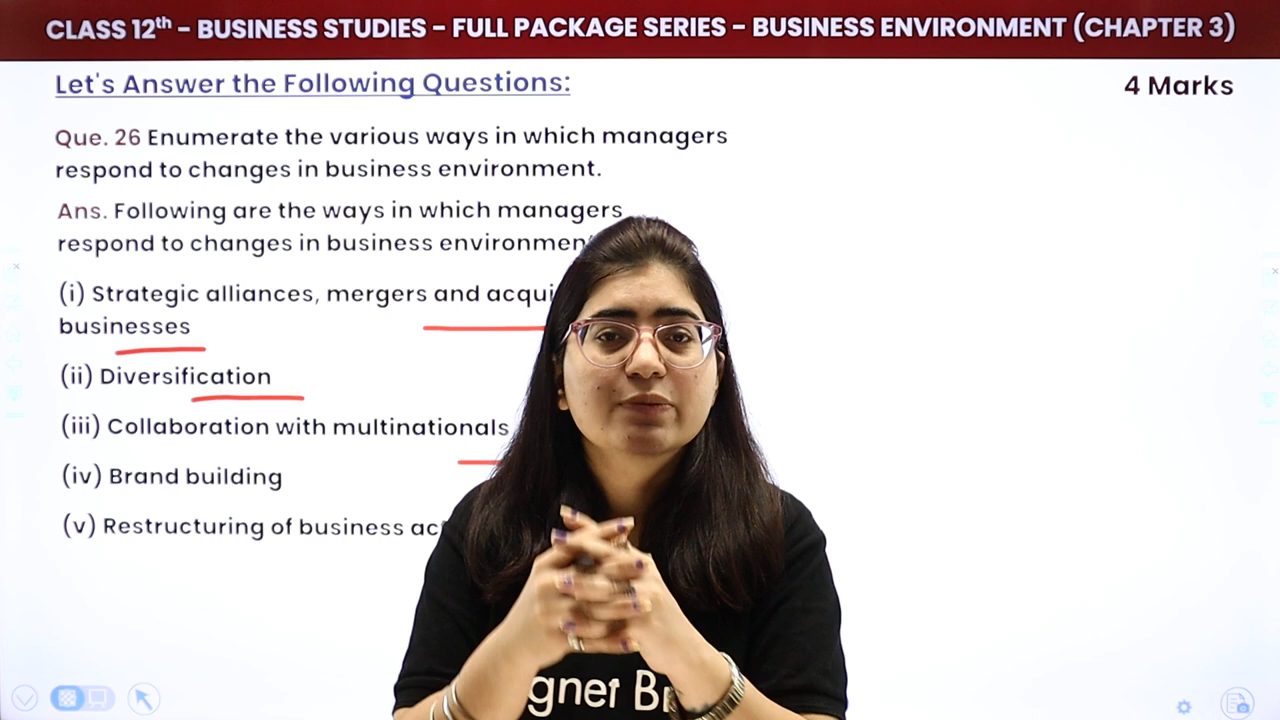 CLASS 12th – BUSINESS STUDIES – FULL PACKAGE SERIES – BUSINESS ENVIRONMENT (CHAPTER 3)
Let's Answer the Following Questions:
4 Marks
Que. 26 Enumerate the various ways in which managers
respond to changes in business environment.
Ans. Following are the ways in which managers
respond to changes in business
(i) Strategic alliances, mergers and
businesses
(ii) Diversification
(iii) Collaboration with multinationals
(iv) Brand building
(v) Restructuring of business